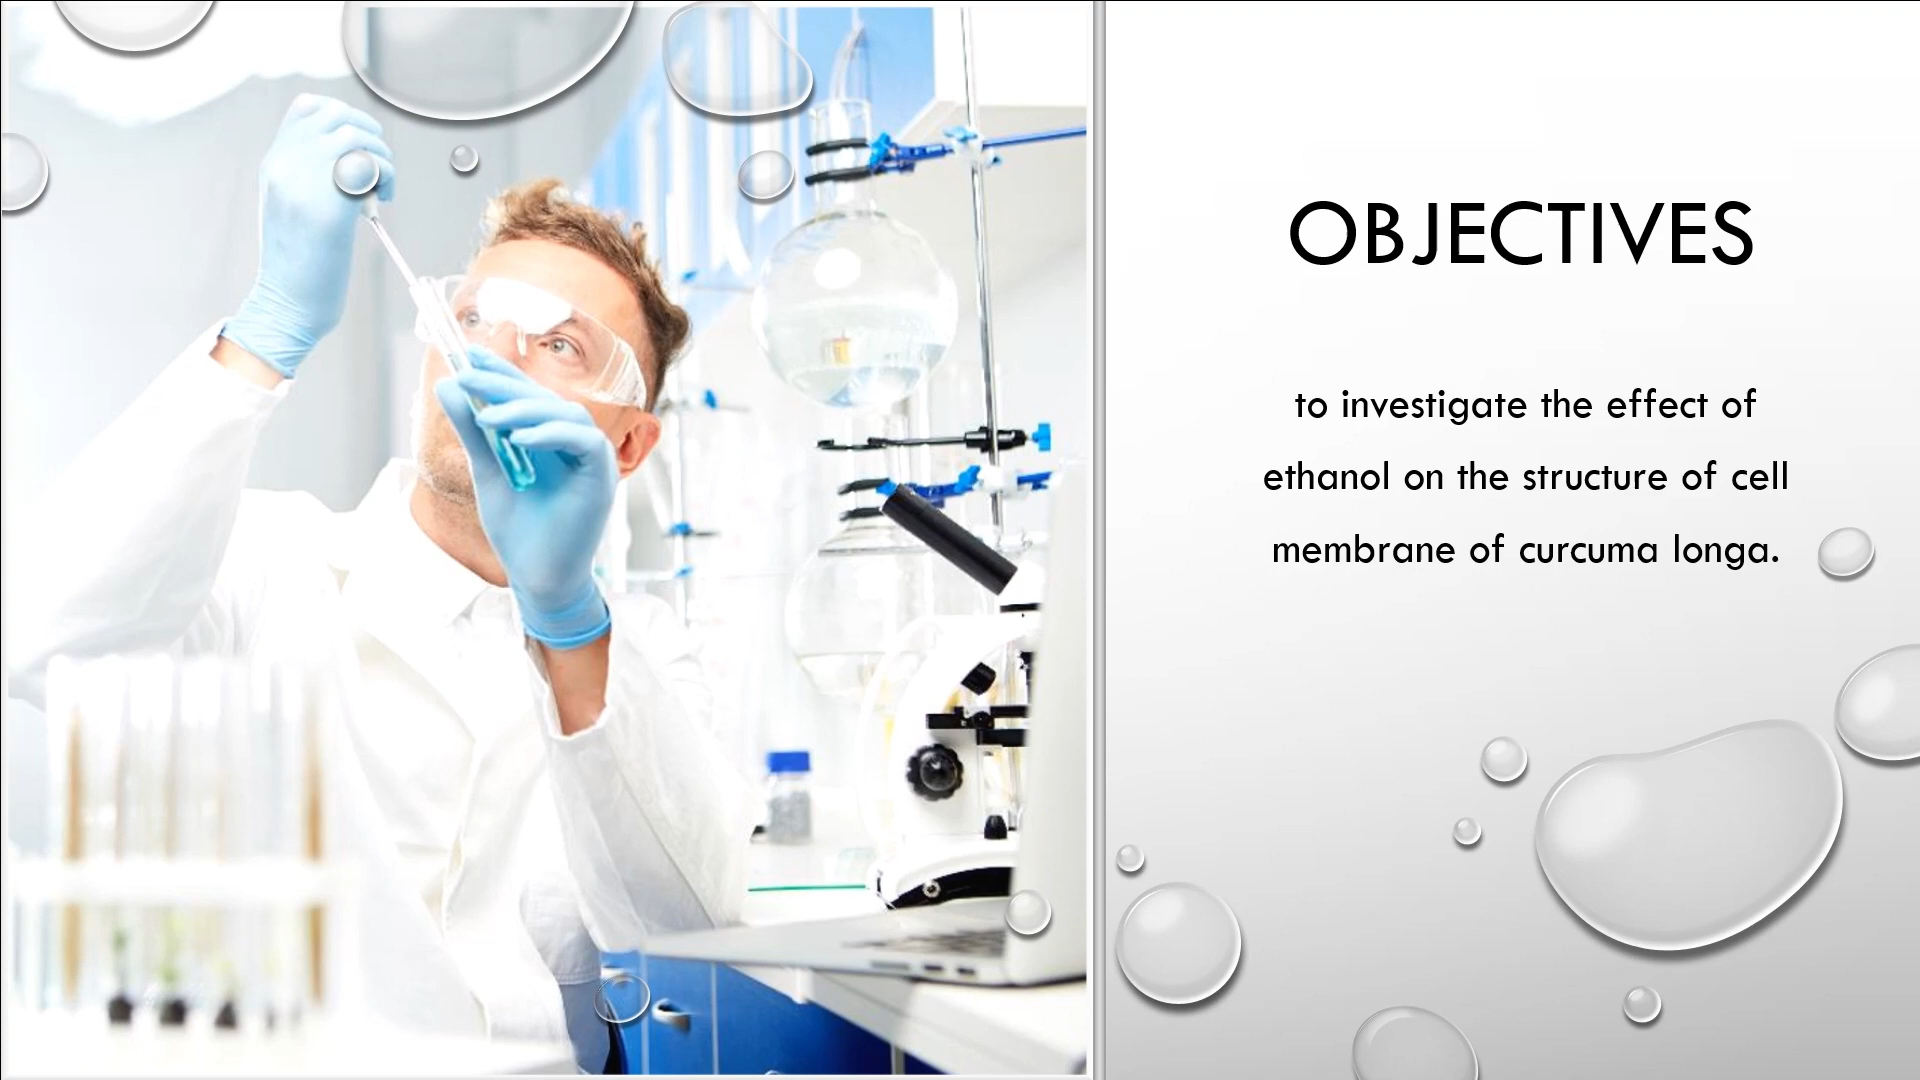 OBJECTIVES
to investigate the effect of
ethanol on the structure of cell
membrane of curcuma longa.